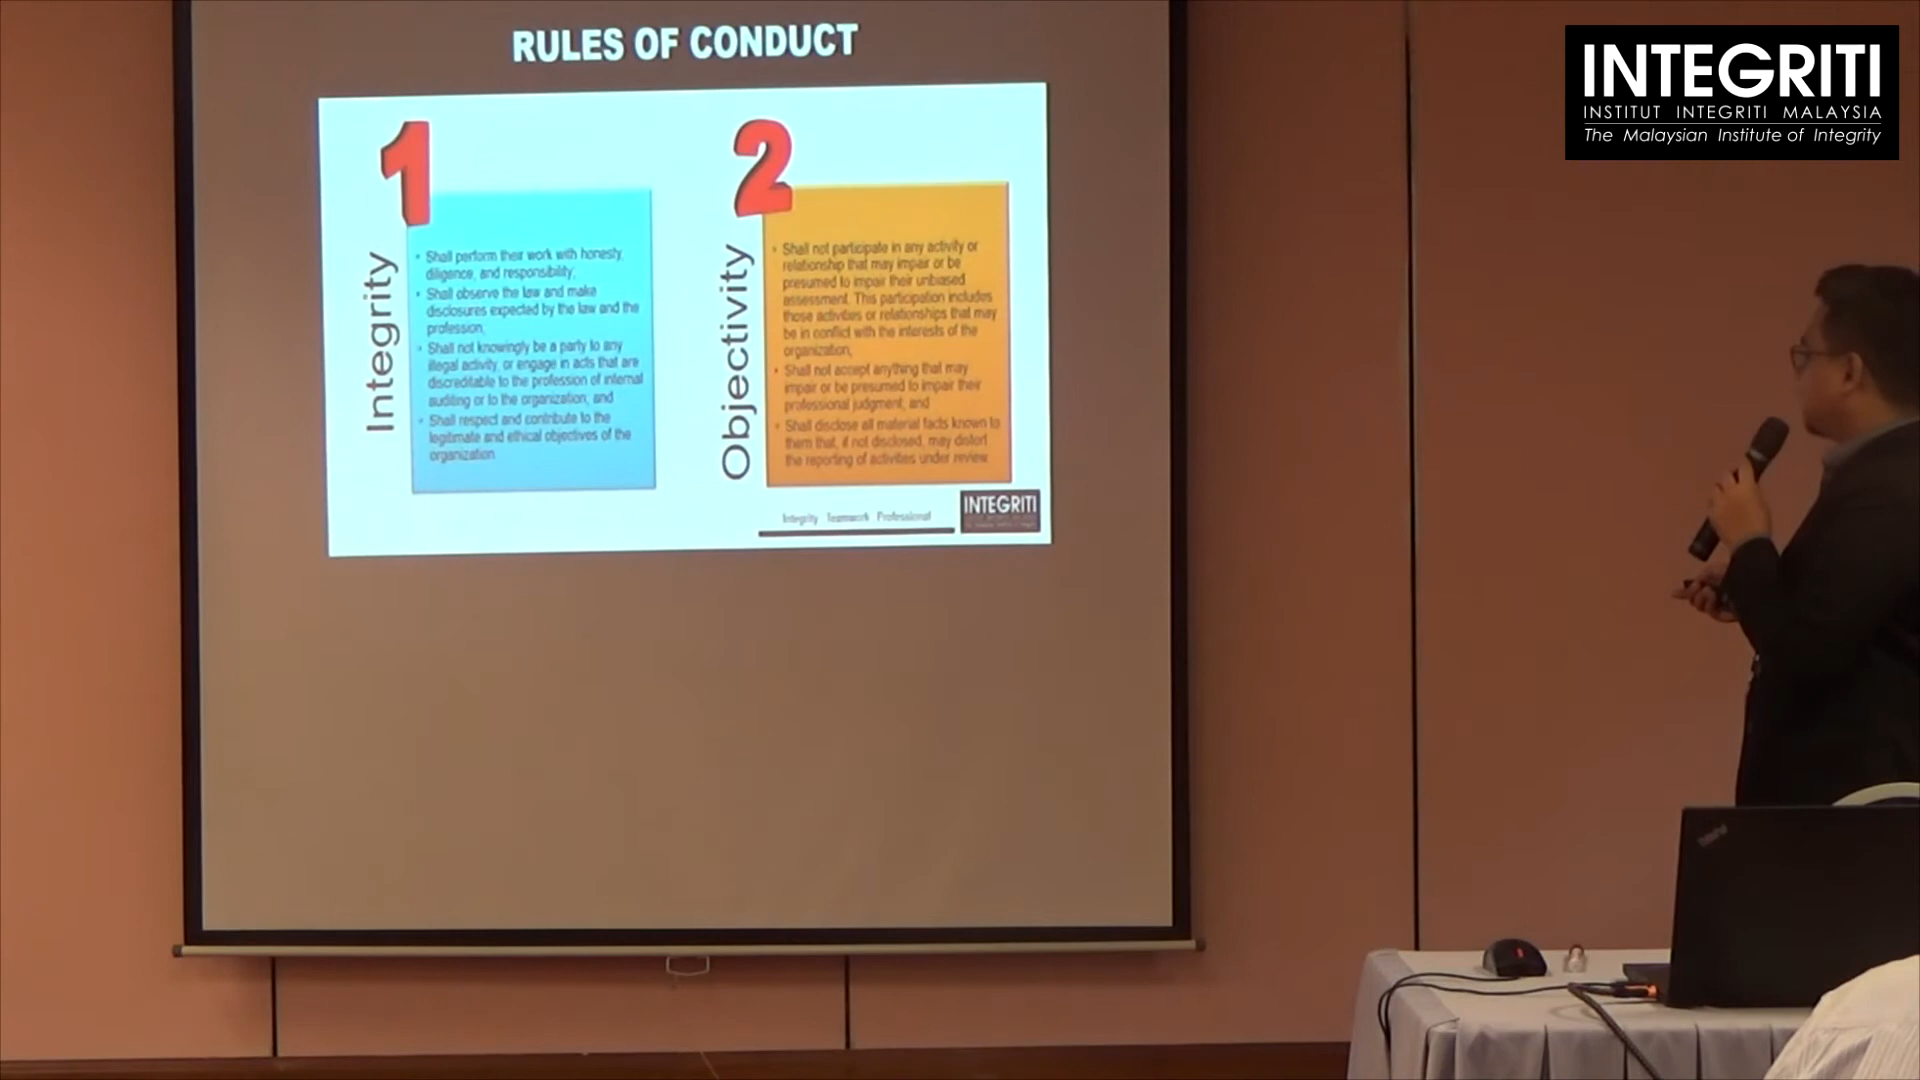 RULES OF CONDUCT
1
Integrity
• Shall perform their work with honesty,
diligence, and responsibility;
• Shall observe the law and make
disclosures expected by the law and the
profession;
• Shall not knowingly be a party to any
illegal activity, or engage in acts that are
discreditable to the profession of internal
auditing or to the organization; and
• Shall respect and contribute to the
legitimate and ethical objectives of the
organization
2
Objectivity
• Shall not participate in any activity or
relationship that may impair or be
presumed to impair their unbiased
assessment. This participation includes
those activities or relationships that may
be in conflict with the interests of the
organization;
• Shall not accept anything that may
impair or be presumed to impair their
professional judgment; and
• Shall disclose all material facts known to
them that, if not disclosed, may distort
the reporting of activities under review
Integrity Teamwork Professional
INTEGRITI
INTEGRITI
INSTITUT INTEGRITI MALAYSIA
The Malaysian Institute of Integrity
ThinkPad